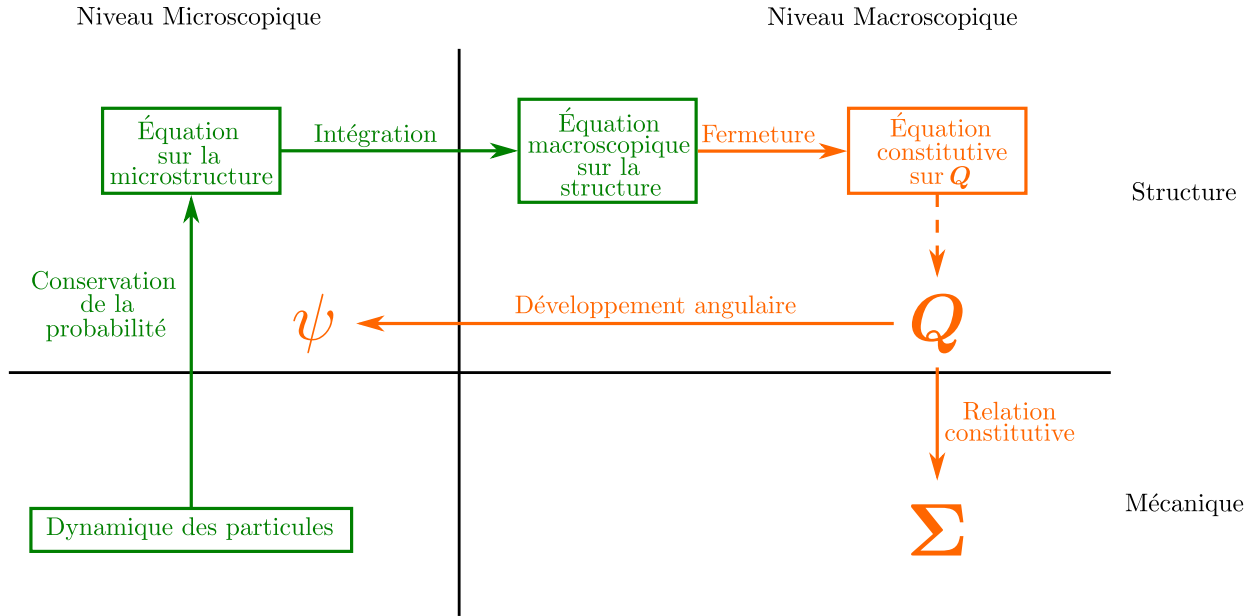 Niveau Microscopique
Niveau Macroscopique
Équation
sur la
microstructure
Intégration
Équation
macroscopique
sur la
structure
Fermeture
Équation
constitutive
sur Q
Structure
Conservation
de la
probabilité
ψ
Développement angulaire
Q
Relation
constitutive
Mécanique
Dynamique des particules
Σ